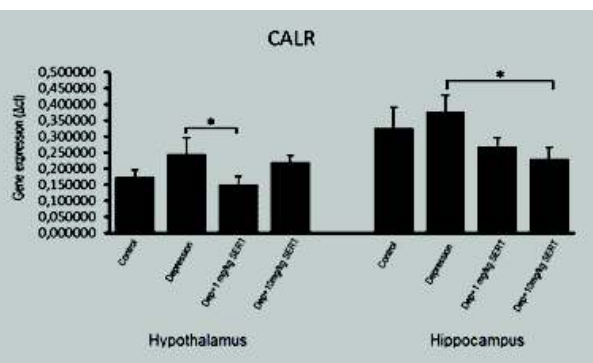 CALR
Gene expression (Δct)
0,500000
0,450000
0,400000
0,350000
0,300000
0,250000
0,200000
0,150000
0,100000
0,050000
0,000000
*
*
Control
Depression
Dep+1 mg/kg SERT
Dep+10mg/kg SERT
Control
Depression
Dep+1 mg/kg SERT
Dep+10mg/kg SERT
Hypothalamus
Hippocampus